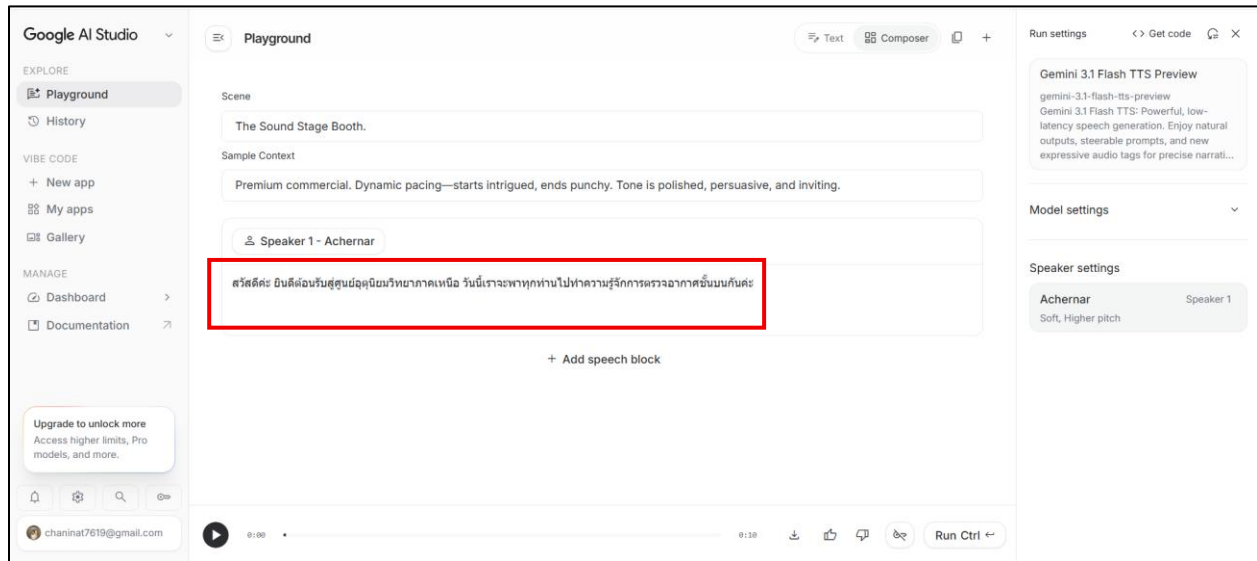 Google AI Studio
EXPLORE
Playground
History
VIBE CODE
New app
My apps
Gallery
MANAGE
Dashboard
Documentation
Upgrade to unlock more
Access higher limits, Pro
models, and more.
chaninat7619@gmail.com
Playground
Text
Composer
Scene
The Sound Stage Booth.
Sample Context
Premium commercial. Dynamic pacing—starts intrigued, ends punchy. Tone is polished, persuasive, and inviting.
Speaker 1 - Achernar
สวัสดีค่ะ ยินดีต้อนรับสู่ศูนย์อุตุนิยมวิทยาภาคเหนือ วันนี้เราจะพาทุกท่านไปทำความรู้จักการตรวจอากาศชั้นบนกันค่ะ
+ Add speech block
0:00
0:10
Run Ctrl ↵
Run settings
<> Get code
Gemini 3.1 Flash TTS Preview
gemini-3.1-flash-tts-preview
Gemini 3.1 Flash TTS: Powerful, low-
latency speech generation. Enjoy natural
outputs, steerable prompts, and new
expressive audio tags for precise narrati...
Model settings
Speaker settings
Achernar Speaker 1
Soft, Higher pitch